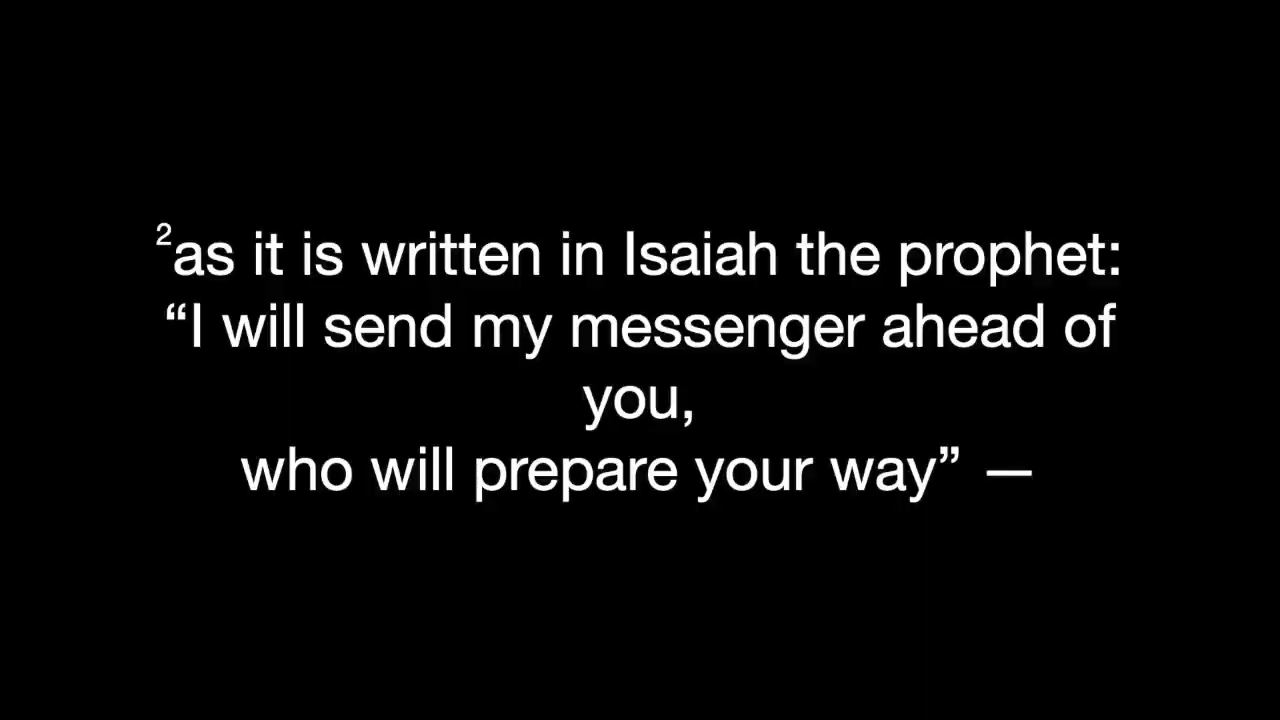 ²as it is written in Isaiah the prophet:
“I will send my messenger ahead of
you,
who will prepare your way” —